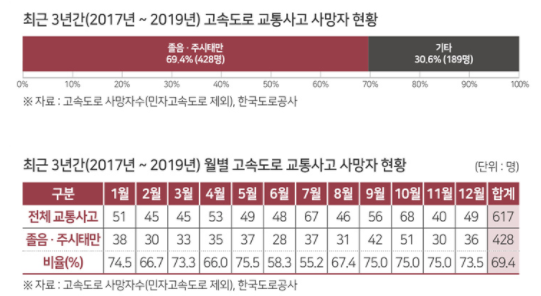 최근 3년간(2017년 ~ 2019년) 고속도로 교통사고 사망자 현황
졸음 · 주시태만 기타
69.4% (428명) 30.6% (189명)
0% 10% 20% 30% 40% 50% 60% 70% 80% 90% 100%
※ 자료 : 고속도로 사망자수(민자고속도로 제외), 한국도로공사
최근 3년간(2017년 ~ 2019년) 월별 고속도로 교통사고 사망자 현황 (단위 : 명)
구분 1월 2월 3월 4월 5월 6월 7월 8월 9월 10월 11월 12월 합계
전체 교통사고 51 45 45 53 49 48 67 46 56 68 40 49 617
졸음 · 주시태만 38 30 33 35 37 28 37 31 42 51 30 36 428
비율(%) 74.5 66.7 73.3 66.0 75.5 58.3 55.2 67.4 75.0 75.0 75.0 73.5 69.4
※ 자료 : 고속도로 사망자수(민자고속도로 제외), 한국도로공사